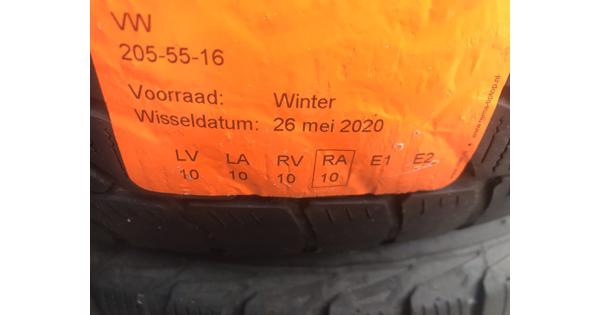 VW
205-55-16
Voorraad: Winter
Wisseldatum: 26 mei 2020
LV LA RV RA E1 E2
10 10 10 10